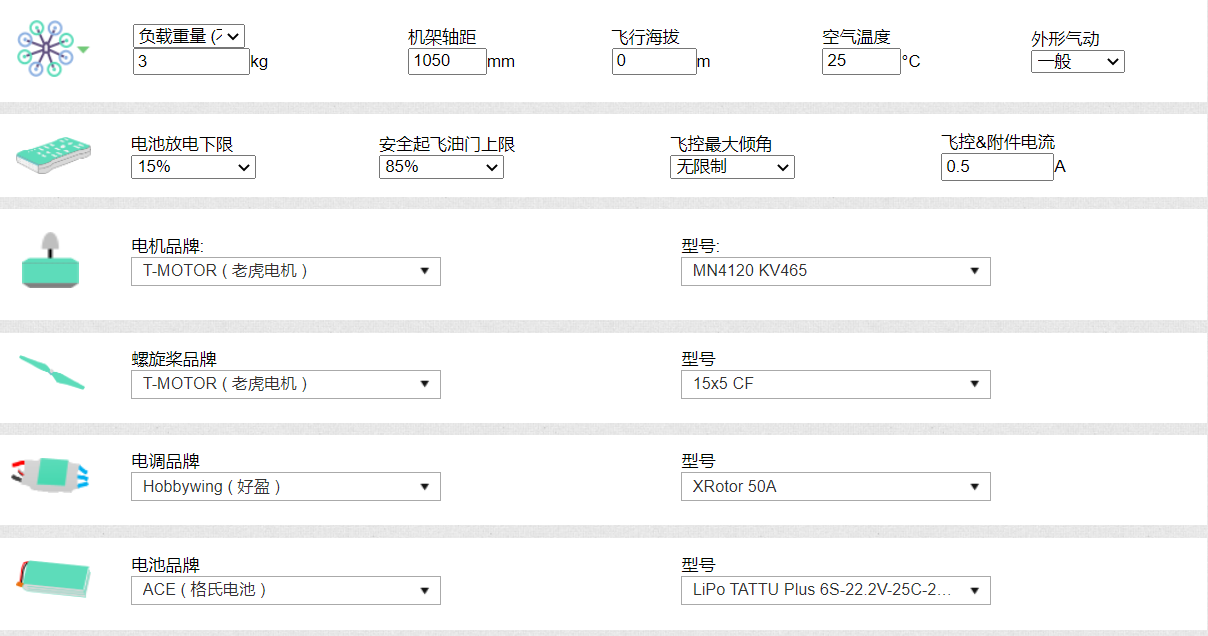 负载重量 (
机架轴距 飞行海拔 空气温度 外形气动
3 kg 1050 mm 0 m 25 °C 一般
电池放电下限 安全起飞油门上限 飞控最大倾角 飞控&附件电流
15% 85% 无限制 0.5 A
电机品牌: 型号:
T-MOTOR ( 老虎电机 ) MN4120 KV465
螺旋桨品牌 型号
T-MOTOR ( 老虎电机 ) 15x5 CF
电调品牌 型号
Hobbywing ( 好盈 ) XRotor 50A
电池品牌 型号
ACE ( 格氏电池 ) LiPo TATTU Plus 6S-22.2V-25C-2...